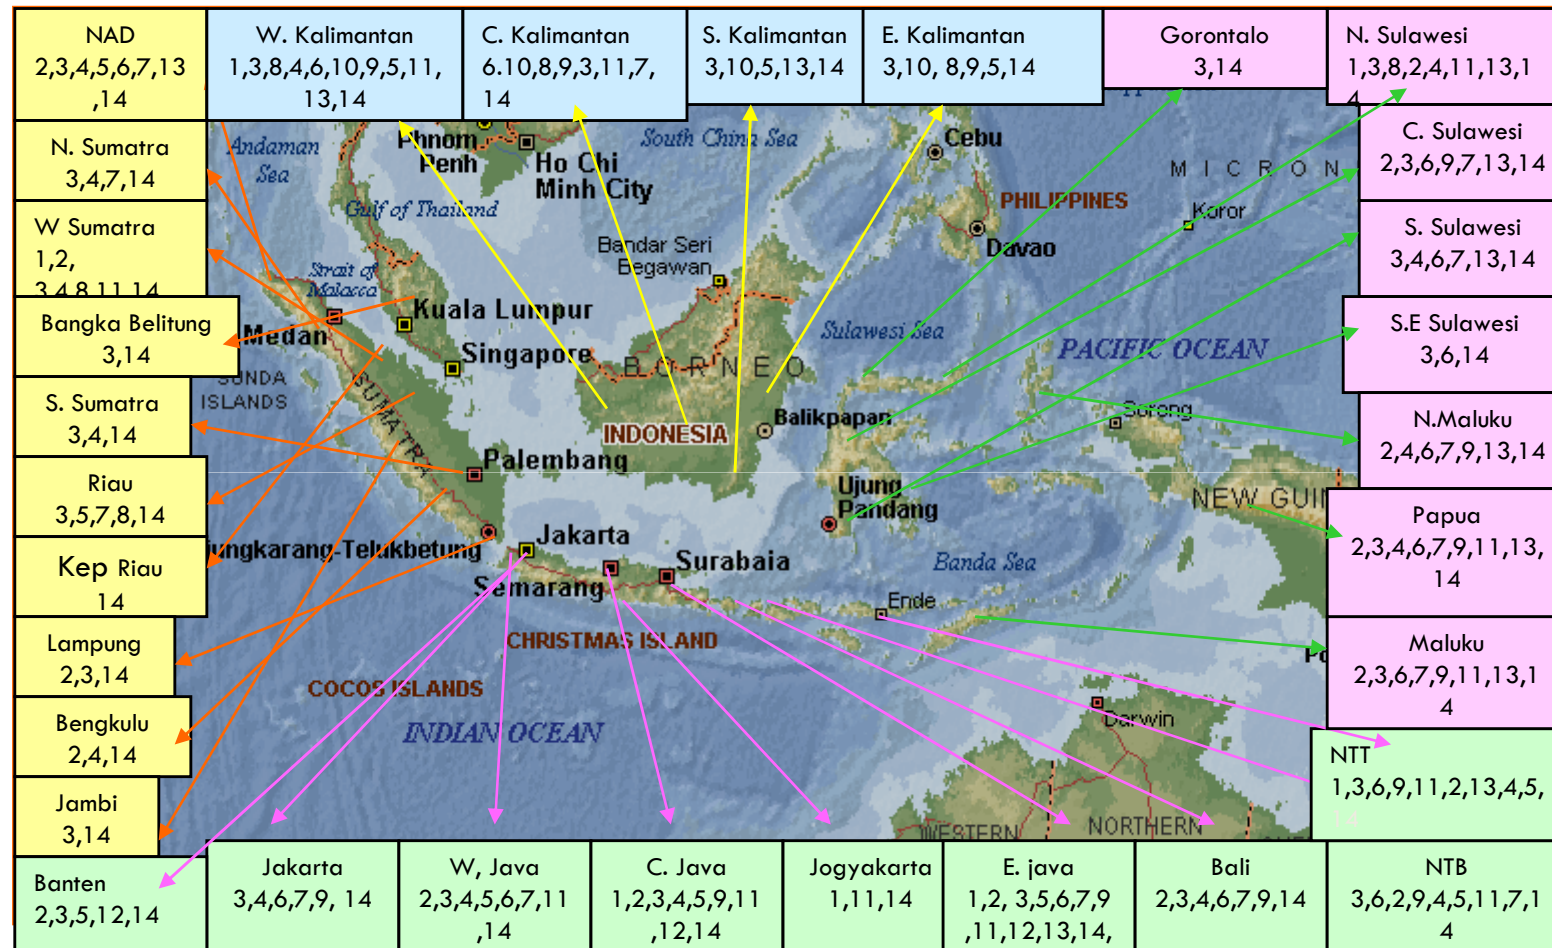 NAD
2,3,4,5,6,7,13
,14
W. Kalimantan
1,3,8,4,6,10,9,5,11,
13,14
C. Kalimantan
6.10,8,9,3,11,7,
14
S. Kalimantan
3,10,5,13,14
E. Kalimantan
3,10, 8,9,5,14
Gorontalo
3,14
N. Sulawesi
1,3,8,2,4,11,13,1
4
N. Sumatra
3,4,7,14
W Sumatra
1,2,
3,4,8,11,14
Bangka Belitung
3,14
S. Sumatra
3,4,14
Riau
3,5,7,8,14
Kep Riau
14
Lampung
2,3,14
Bengkulu
2,4,14
Jambi
3,14
C. Sulawesi
2,3,6,9,7,13,14
S. Sulawesi
3,4,6,7,13,14
S.E Sulawesi
3,6,14
N.Maluku
2,4,6,7,9,13,14
Papua
2,3,4,6,7,9,11,13,
14
Maluku
2,3,6,7,9,11,13,1
4
NTT
1,3,6,9,11,2,13,4,5,
Andaman
Sea
Phnom
Penh
Ho Chi
Minh City
South China Sea
Cebu
MICRON
Gulf of Thailand
PHILIPPINES
Koror
Davao
Bandar Seri
Begawan
Strait of
Malacca
Kuala Lumpur
Medan
Sulawesi Sea
PACIFIC OCEAN
Singapore
BORNEO
SUNDA
ISLANDS
SUMATRA
INDONESIA
Balikpapan
Sorong
Palembang
Ujung
Pandang
NEW GUI
Jakarta
ungkarang-Telukbetung
Semarang
Surabaia
Banda Sea
Ende
CHRISTMAS ISLAND
Po
COCOS ISLANDS
INDIAN OCEAN
Darwin
WESTERN
NORTHERN
Banten
2,3,5,12,14
Jakarta
3,4,6,7,9, 14
W, Java
2,3,4,5,6,7,11
,14
C. Java
1,2,3,4,5,9,11
,12,14
Jogyakarta
1,11,14
E. java
1,2, 3,5,6,7,9
,11,12,13,14,
Bali
2,3,4,6,7,9,14
NTB
3,6,2,9,4,5,11,7,1
4